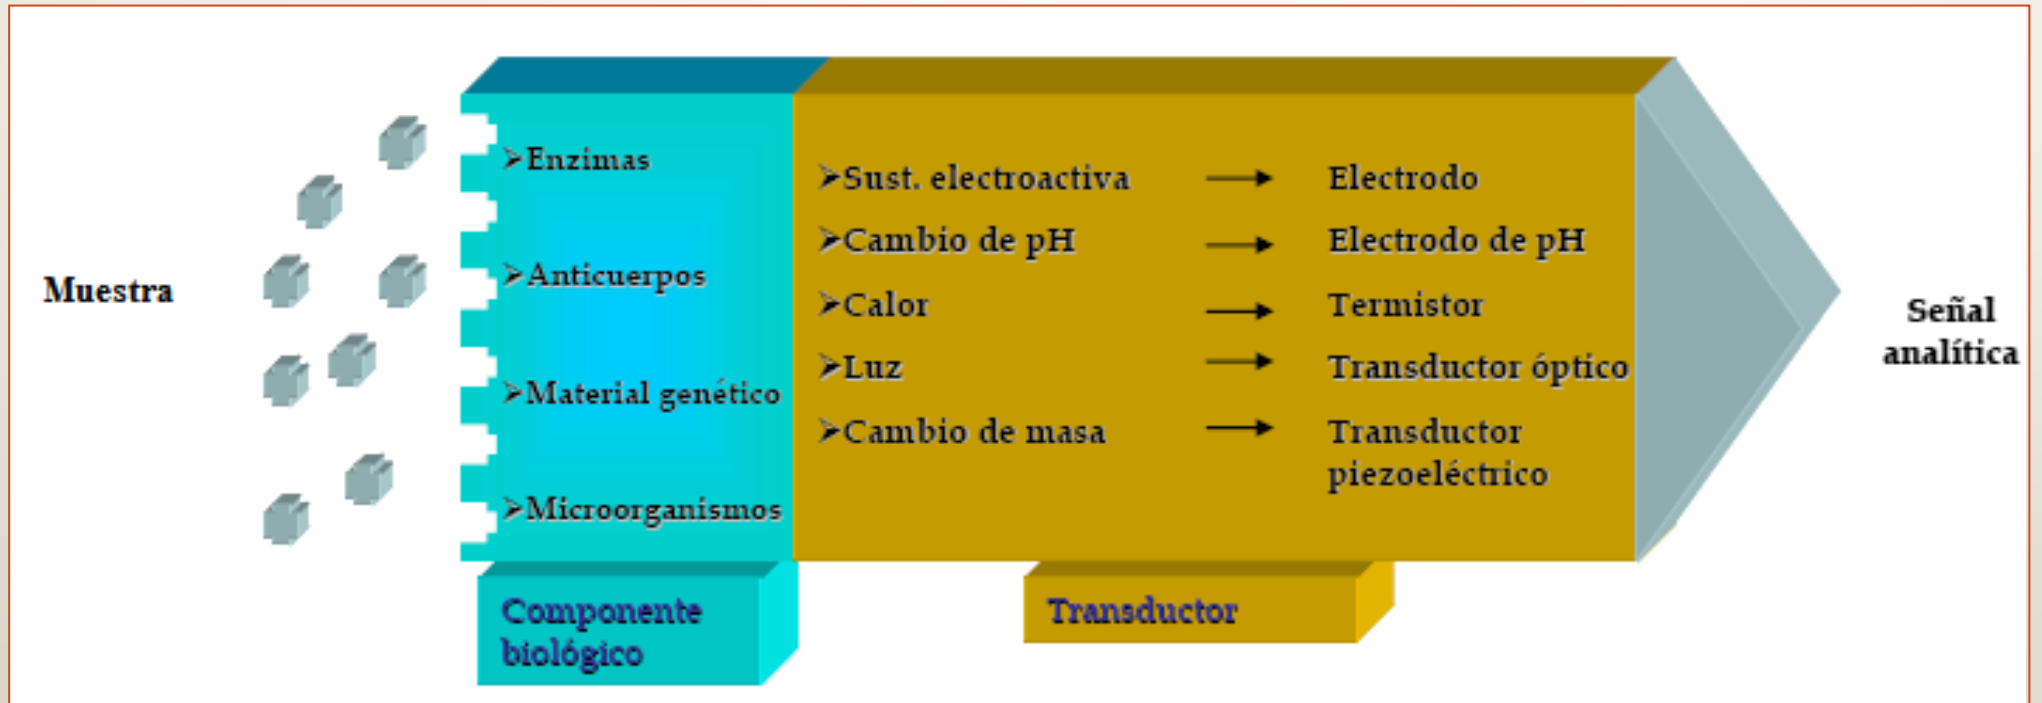 Muestra
➢Enzimas
➢Anticuerpos
➢Material genético
➢Microorganismos
Componente
biológico
➢Sust. electroactiva → Electrodo
➢Cambio de pH → Electrodo de pH
➢Calor → Termistor
➢Luz → Transductor óptico
➢Cambio de masa → Transductor
piezoeléctrico
Transductor
Señal
analítica